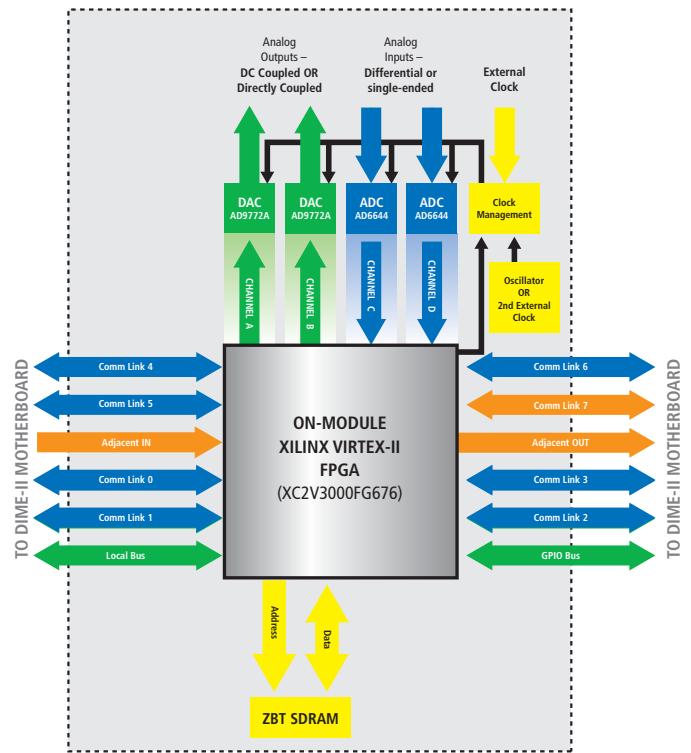 Analog
Outputs –
DC Coupled OR
Directly Coupled
Analog
Inputs –
Differential or
single-ended
External
Clock
DAC
AD9772A
DAC
AD9772A
ADC
AD6644
ADC
AD6644
Clock
Management
CHANNEL A
CHANNEL B
CHANNEL C
CHANNEL D
Oscillator
OR
2nd External
Clock
TO DIME-II MOTHERBOARD
Comm Link 4
Comm Link 5
Adjacent IN
Comm Link 0
Comm Link 1
Local Bus
ON-MODULE
XILINX VIRTEX-II
FPGA
(XC2V3000FG676)
Comm Link 6
Comm Link 7
Adjacent OUT
Comm Link 3
Comm Link 2
GPIO Bus
TO DIME-II MOTHERBOARD
Address
Data
ZBT SDRAM